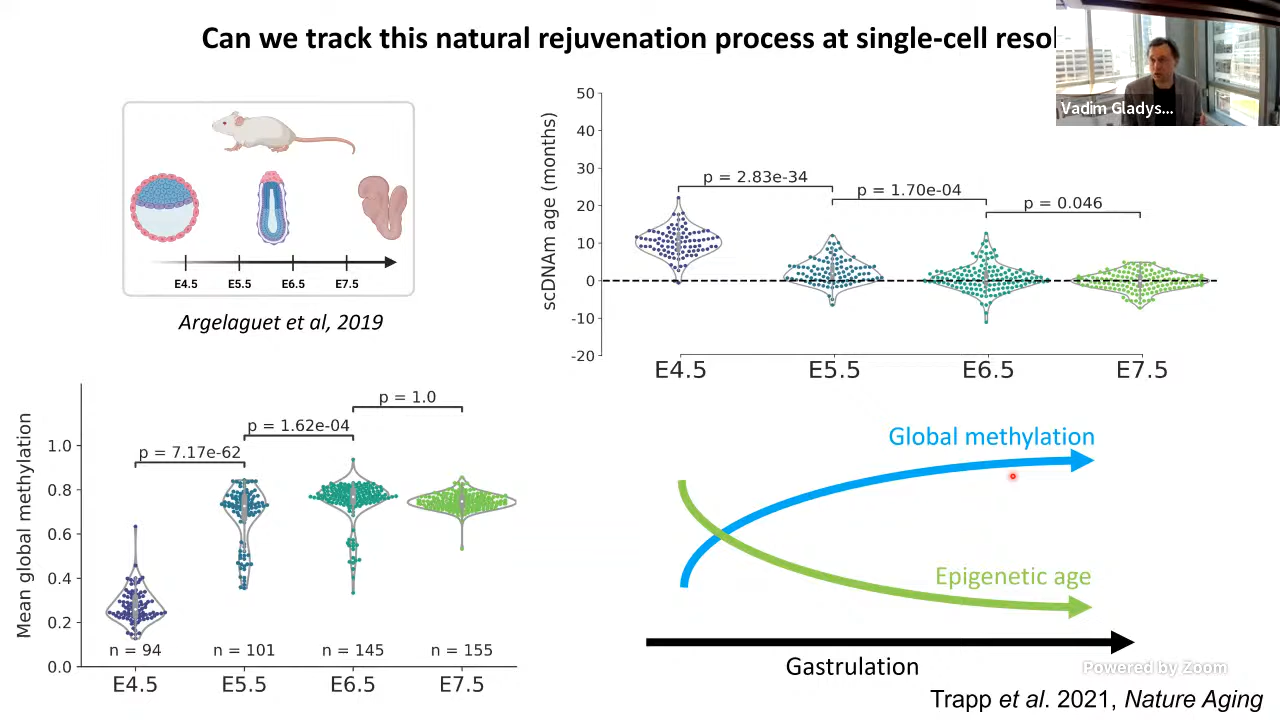 Can we track this natural rejuvenation process at single-cell resol
Vadim Gladys...
E4.5 E5.5 E6.5 E7.5
Argelaguet et al, 2019
scDNAm age (months)
50
40
30
20
10
0
-10
-20
p = 2.83e-34
p = 1.70e-04
p = 0.046
E4.5 E5.5 E6.5 E7.5
Mean global methylation
1.0
0.8
0.6
0.4
0.2
0.0
p = 7.17e-62
p = 1.62e-04
p = 1.0
n = 94 n = 101 n = 145 n = 155
E4.5 E5.5 E6.5 E7.5
Global methylation
Epigenetic age
Gastrulation
Powered by Zoom
Trapp et al. 2021, Nature Aging